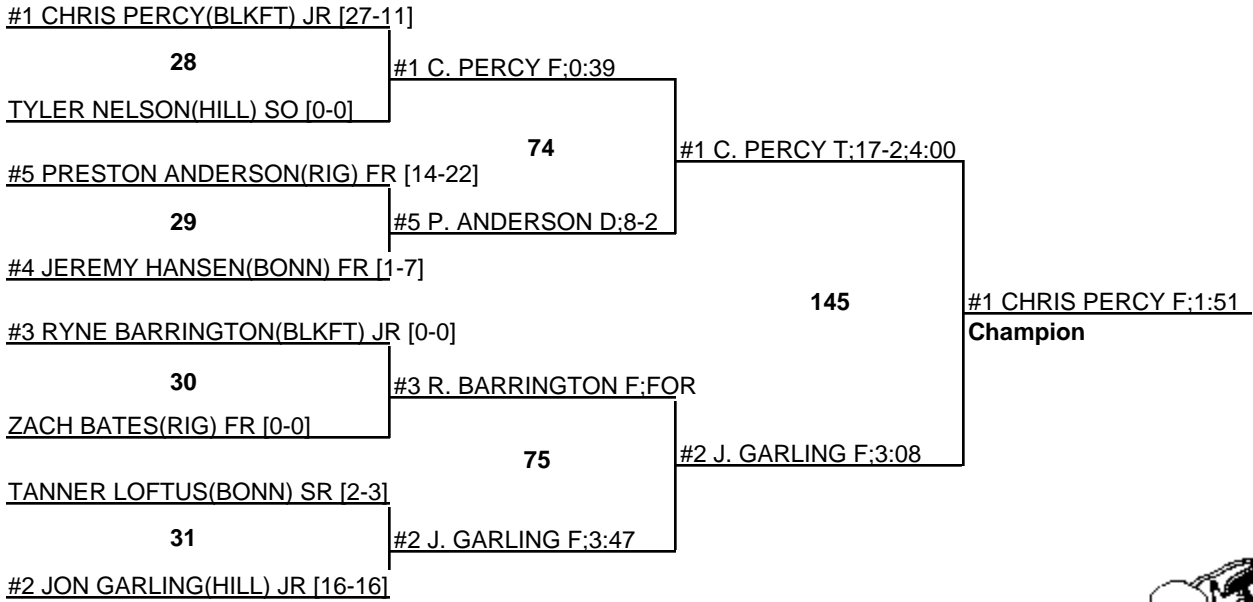 #1 CHRIS PERCY(BLKFT) JR [27-11]
28
#1 C. PERCY F;0:39
TYLER NELSON(HILL) SO [0-0]
74
#1 C. PERCY T;17-2;4:00
#5 PRESTON ANDERSON(RIG) FR [14-22]
29
#5 P. ANDERSON D;8-2
#4 JEREMY HANSEN(BONN) FR [1-7]
145
#1 CHRIS PERCY F;1:51
Champion
#3 RYNE BARRINGTON(BLKFT) JR [0-0]
30
#3 R. BARRINGTON F;FOR
ZACH BATES(RIG) FR [0-0]
75
#2 J. GARLING F;3:08
TANNER LOFTUS(BONN) SR [2-3]
31
#2 J. GARLING F;3:47
#2 JON GARLING(HILL) JR [16-16]